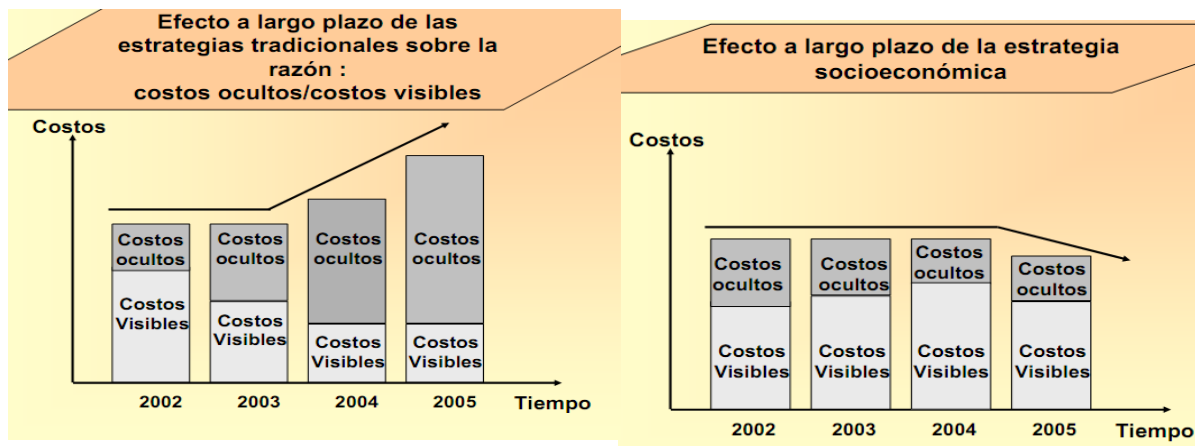 Efecto a largo plazo de las
estrategias tradicionales sobre la
razón :
costos ocultos/costos visibles
Costos
Costos
ocultos
Costos
Visibles
Costos
ocultos
Costos
Visibles
Costos
ocultos
Costos
Visibles
Costos
ocultos
Costos
Visibles
2002
2003
2004
2005
Tiempo
Efecto a largo plazo de la estrategia
socioeconómica
Costos
Costos
ocultos
Costos
Visibles
Costos
ocultos
Costos
Visibles
Costos
ocultos
Costos
Visibles
Costos
ocultos
Costos
Visibles
2002
2003
2004
2005
Tiempo